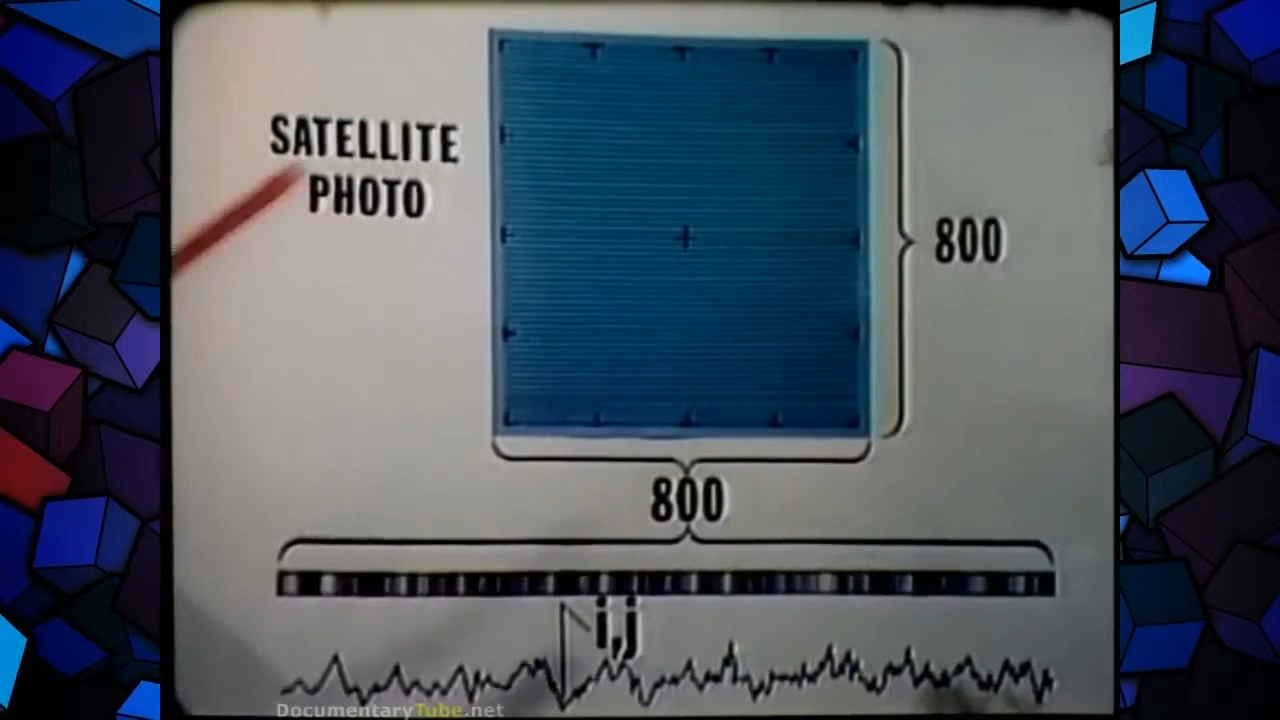 SATELLITE
PHOTO
800
800
i,j
DocumentaryTube.net